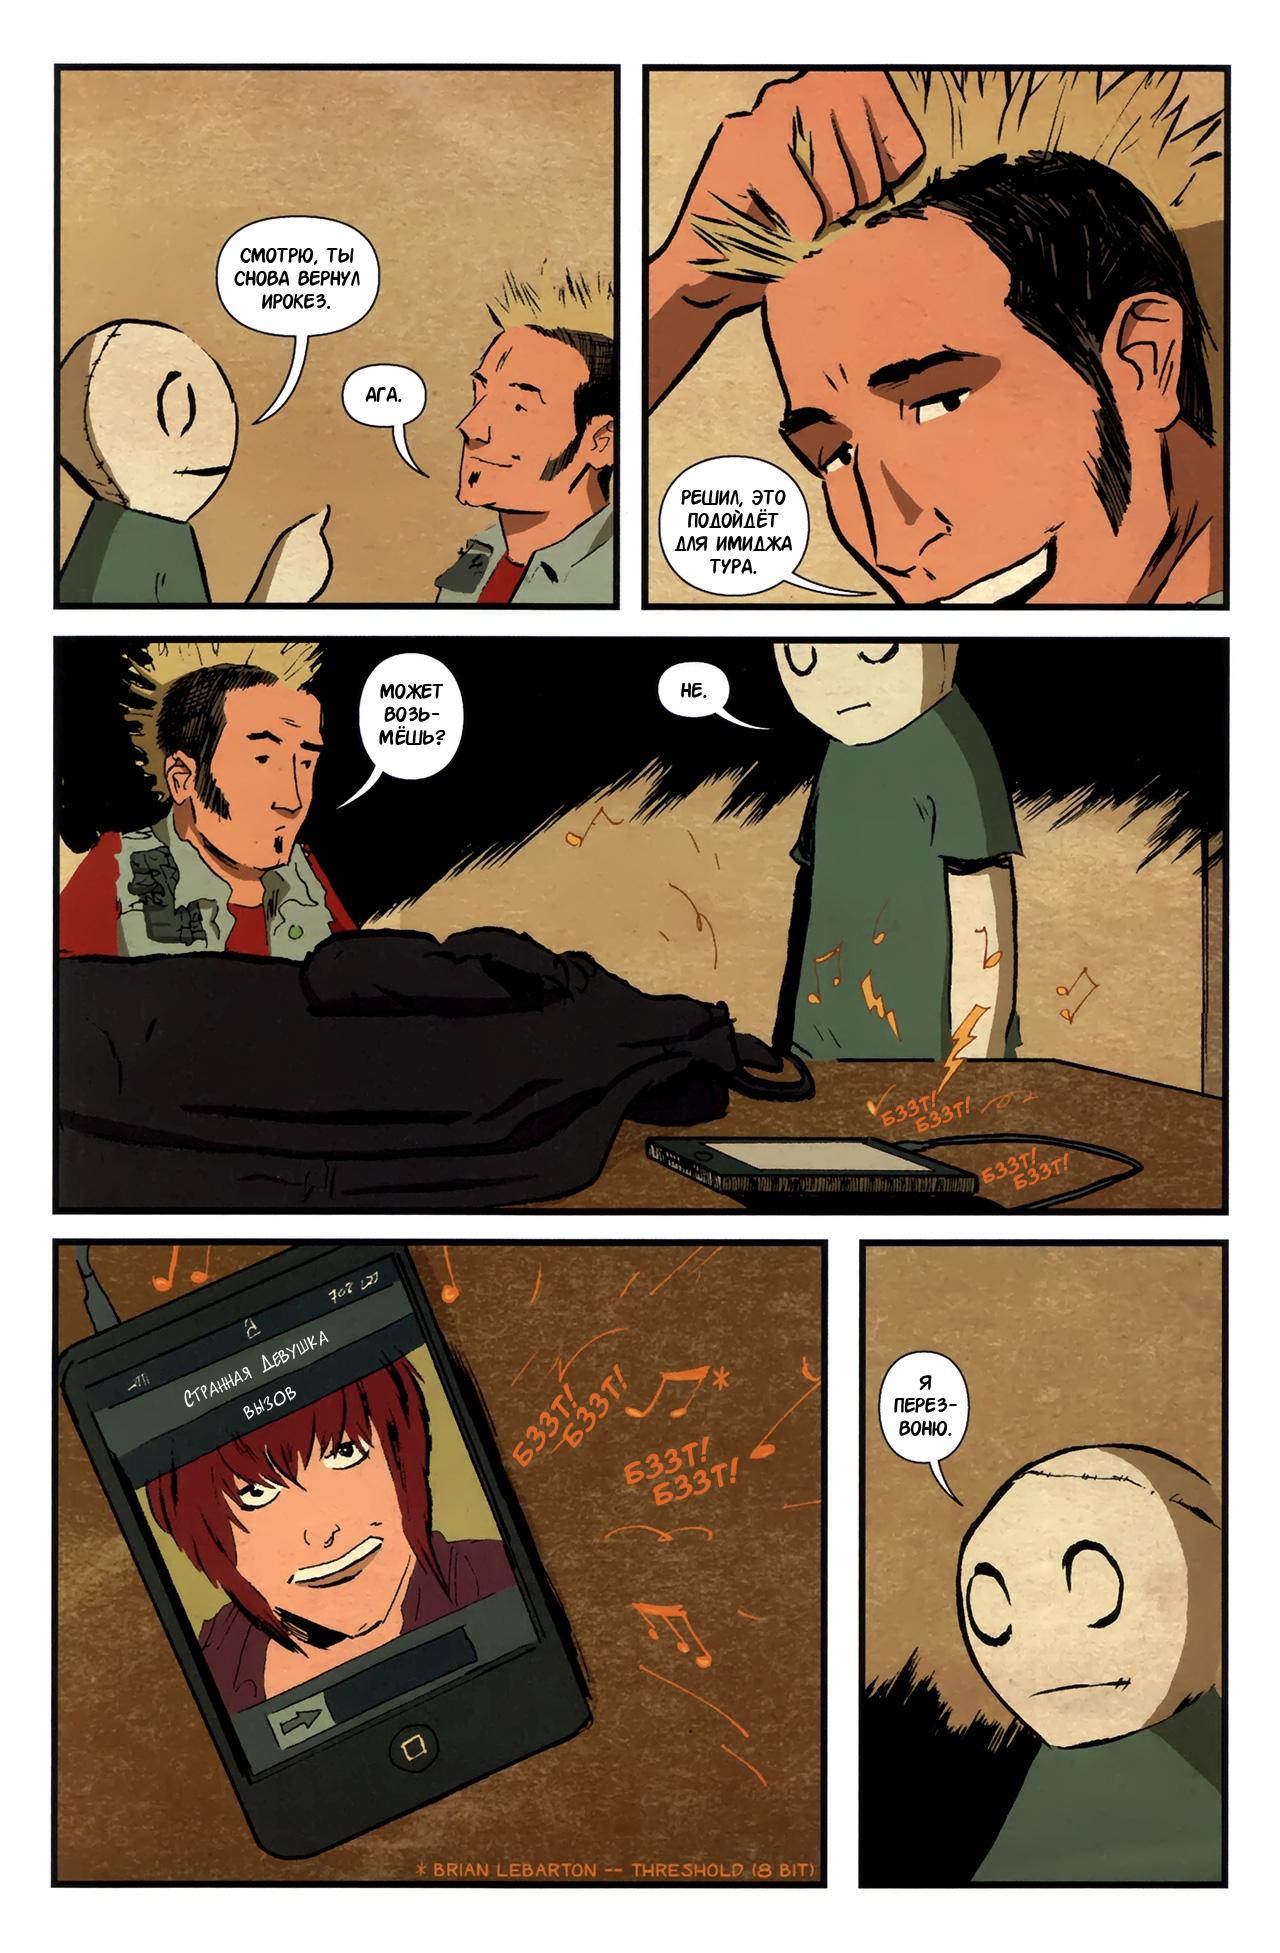 СМОТРЮ, ТЫ
СНОВА ВЕРНУЛ
ИРОКЕЗ.
АГА.
РЕШИЛ, ЭТО
ПОДОЙДЁТ
ДЛЯ ИМИДЖА
ТУРА.
МОЖЕТ
ВОЗЬ-
МЁШЬ?
НЕ.
БЗЗТ!
БЗЗТ!
БЗЗТ!
БЗЗТ!
СТРАННАЯ ДЕВУШКА
ВЫЗОВ
БЗЗТ!
БЗЗТ!
*
БЗЗТ!
БЗЗТ!
* BRIAN LEBARTON -- THRESHOLD (8 BIT)
Я
ПЕРЕЗ-
ВОНЮ.